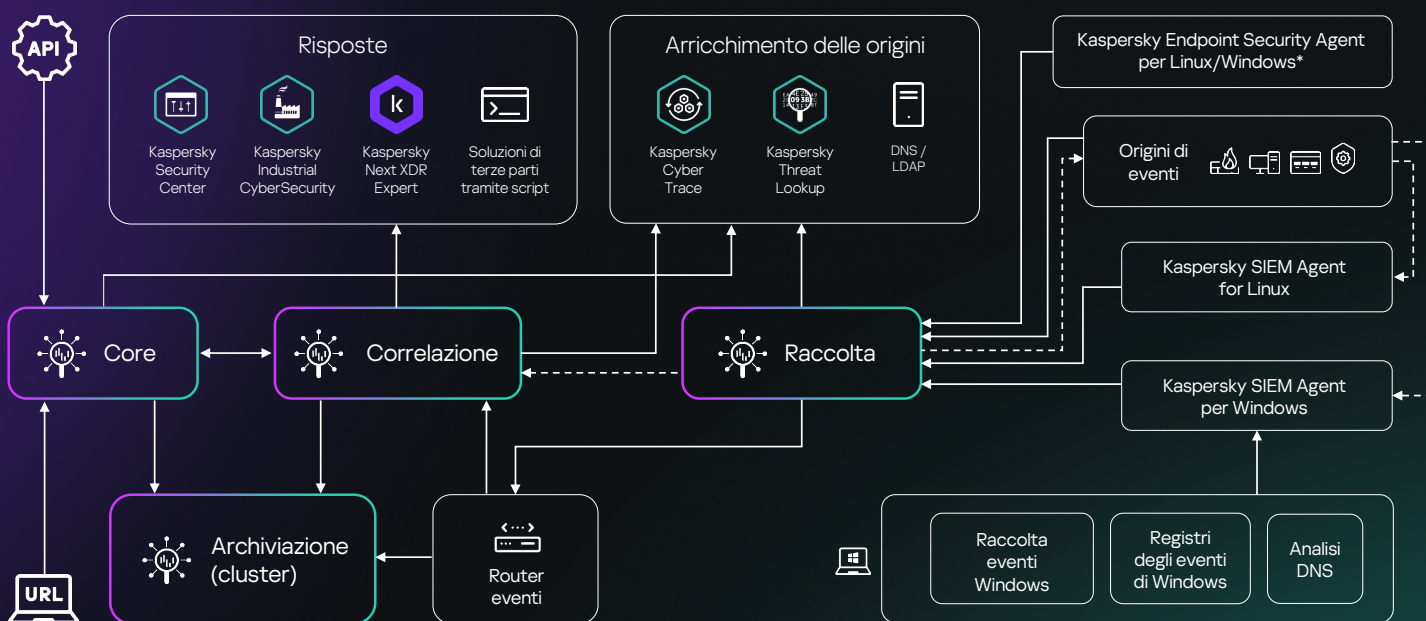 API
Risposte
Kaspersky
Security
Center
Kaspersky
Industrial
CyberSecurity
Kaspersky
Next XDR
Expert
Soluzioni di
terze parti
tramite script
Arricchimento delle origini
Kaspersky
Cyber
Trace
Kaspersky
Threat
Lookup
DNS /
LDAP
Kaspersky Endpoint Security Agent
per Linux/Windows*
Origini di
eventi
Kaspersky SIEM Agent
for Linux
Kaspersky SIEM Agent
per Windows
Core
Correlazione
Raccolta
Archiviazione
(cluster)
Router
eventi
Raccolta
eventi
Windows
Registri
degli eventi
di Windows
Analisi
DNS
URL